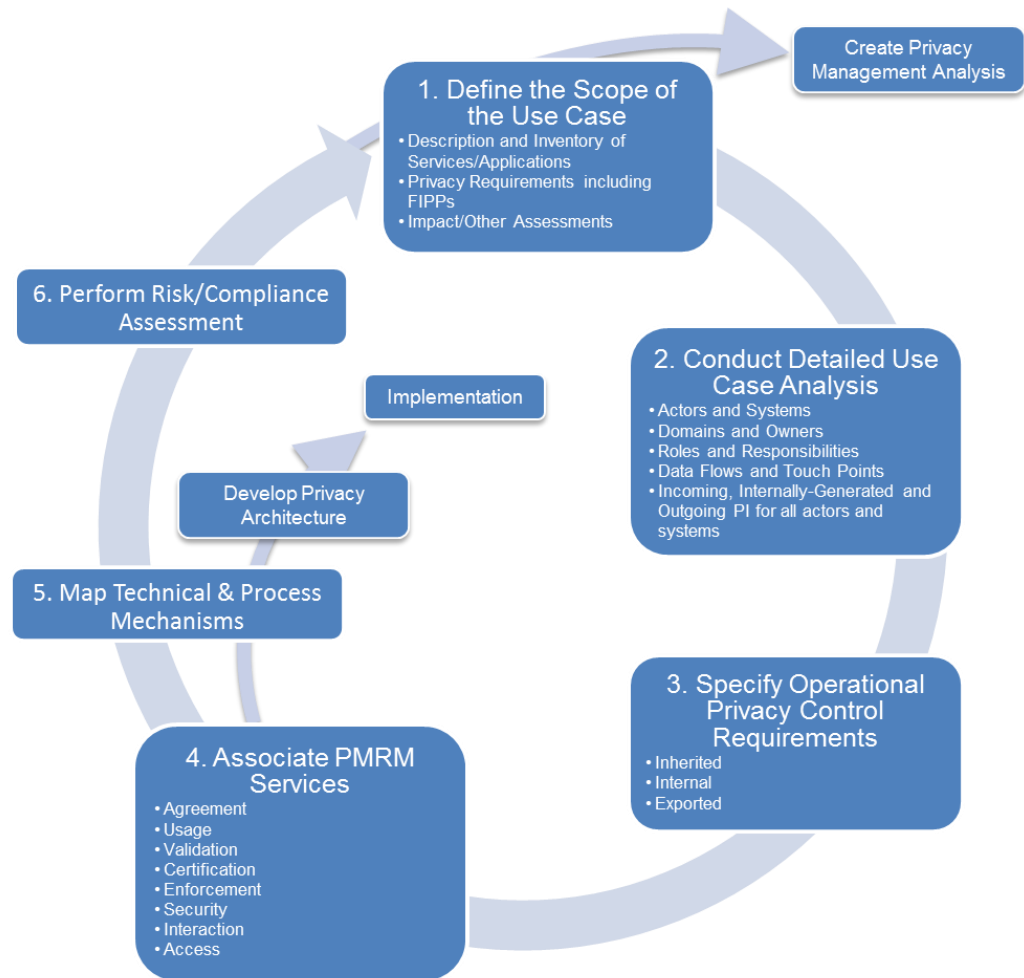 Create Privacy
Management Analysis
1. Define the Scope of
the Use Case
• Description and Inventory of
Services/Applications
• Privacy Requirements including
FIPPs
• Impact/Other Assessments
2. Conduct Detailed Use
Case Analysis
• Actors and Systems
• Domains and Owners
• Roles and Responsibilities
• Data Flows and Touch Points
• Incoming, Internally-Generated and
Outgoing PI for all actors and
systems
3. Specify Operational
Privacy Control
Requirements
• Inherited
• Internal
• Exported
4. Associate PMRM
Services
• Agreement
• Usage
• Validation
• Certification
• Enforcement
• Security
• Interaction
• Access
5. Map Technical & Process
Mechanisms
Develop Privacy
Architecture
Implementation
6. Perform Risk/Compliance
Assessment